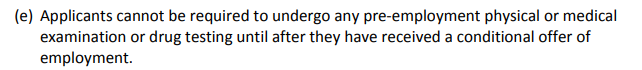 (e) Applicants cannot be required to undergo any pre-employment physical or medical
examination or drug testing until after they have received a conditional offer of
employment.